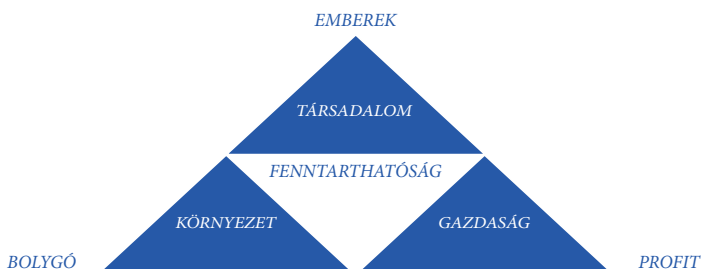 EMBEREK
TÁRSADALOM
FENNTARTHATÓSÁG
KÖRNYEZET
GAZDASÁG
BOLYGÓ
PROFIT